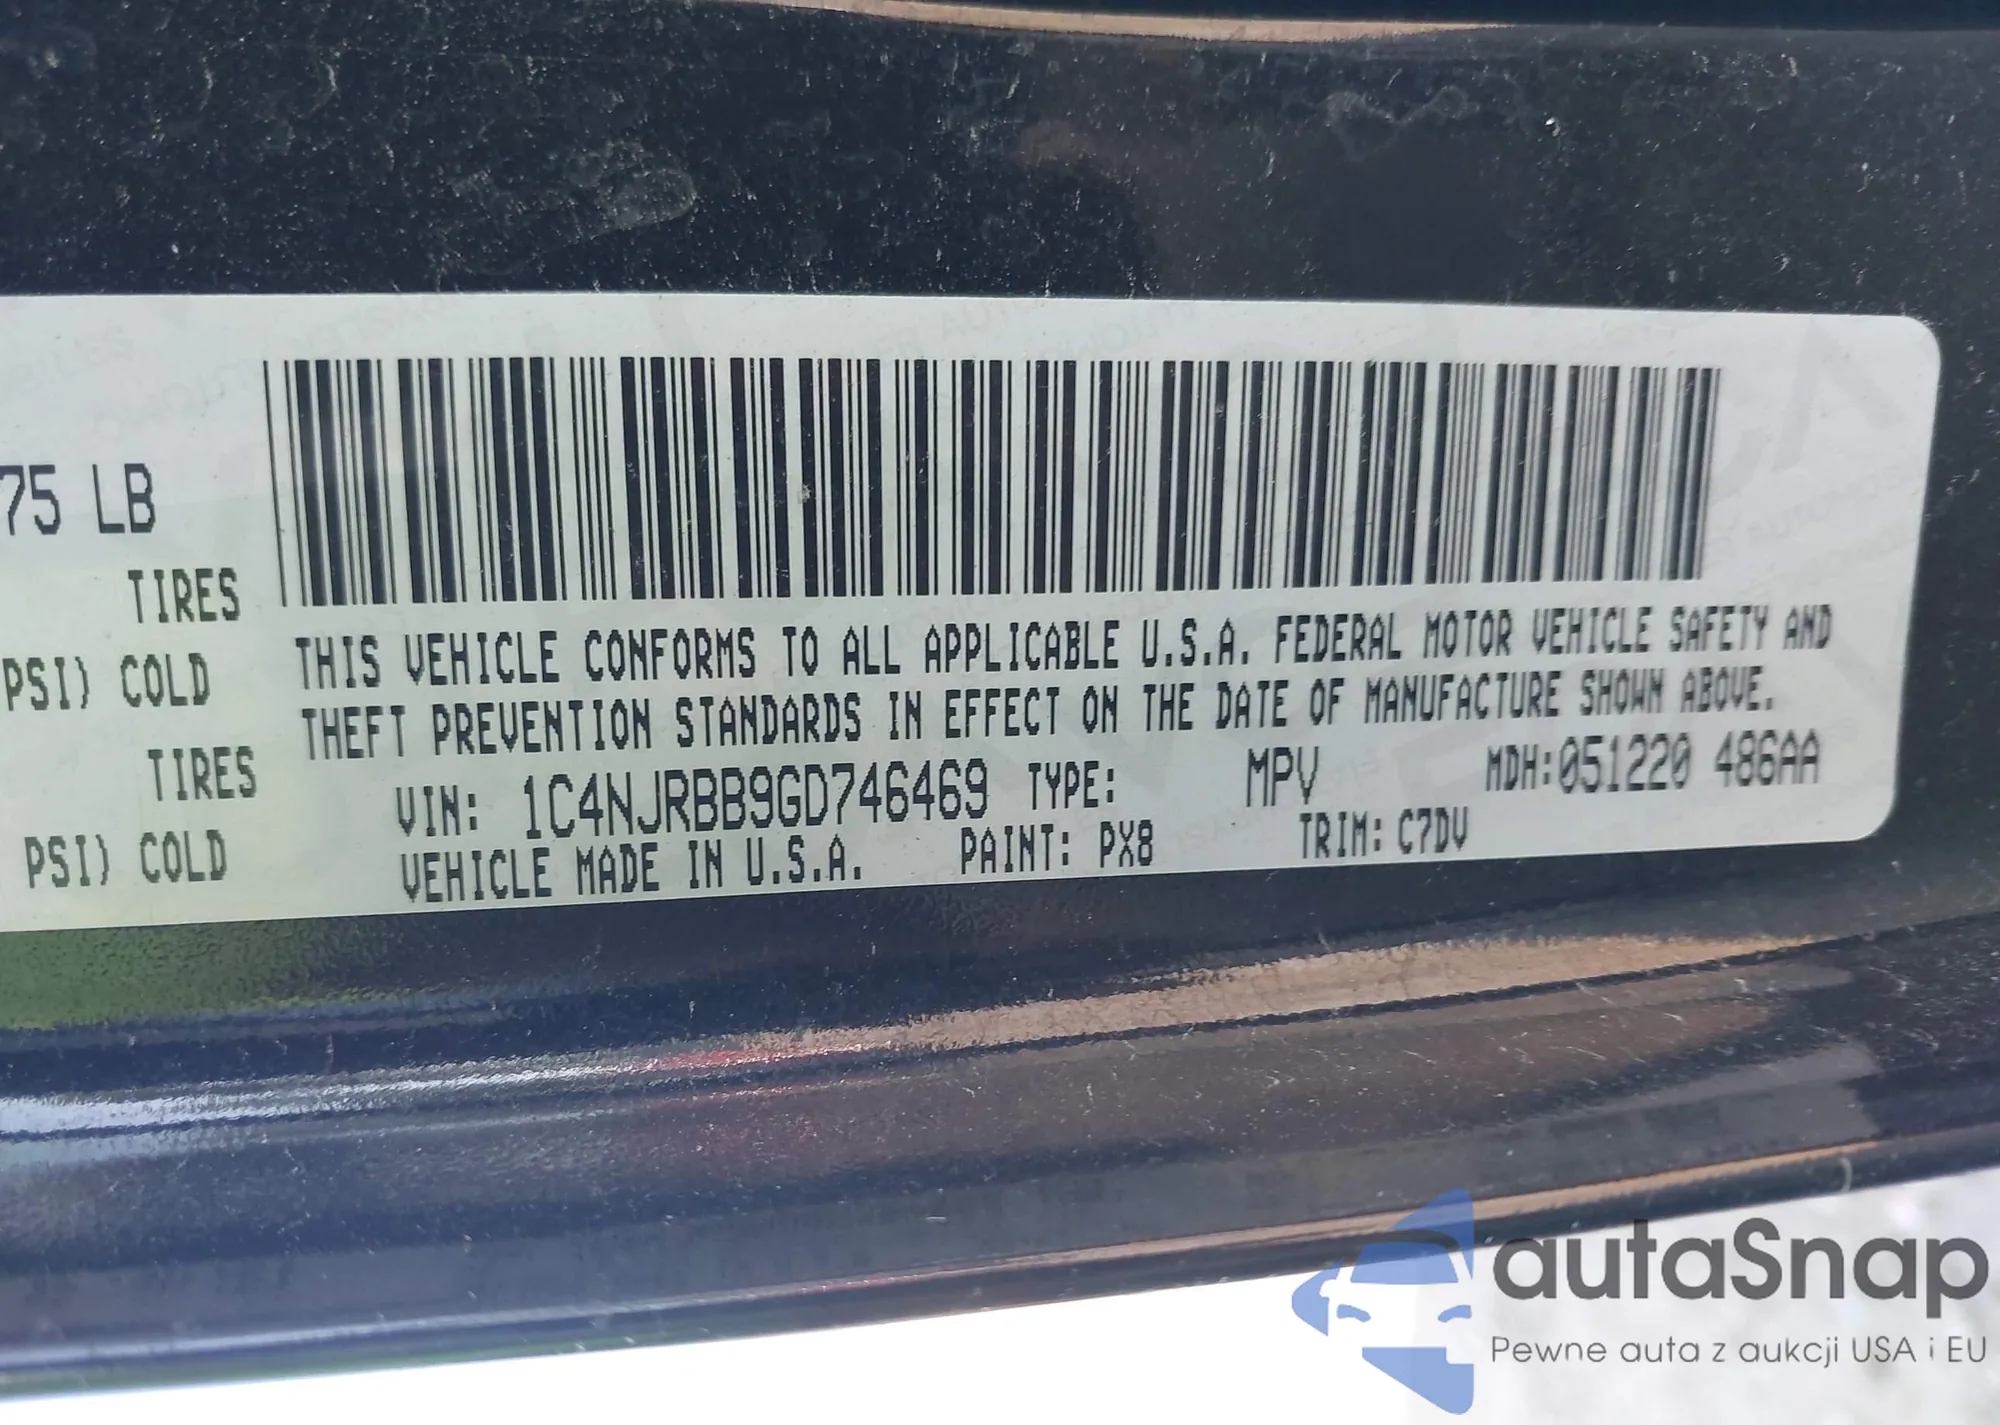 75 LB
TIRES
PSI) COLD
TIRES
PSI) COLD
THIS VEHICLE CONFORMS TO ALL APPLICABLE U.S.A. FEDERAL MOTOR VEHICLE SAFETY AND
THEFT PREVENTION STANDARDS IN EFFECT ON THE DATE OF MANUFACTURE SHOWN ABOVE.
VIN: 1C4NJRBB9GD746469 TYPE: MPV MDH:051220 486AA
VEHICLE MADE IN U.S.A. PAINT: PX8 TRIM: C7DV
autaSnap
Pewne auta z aukcji USA i EU